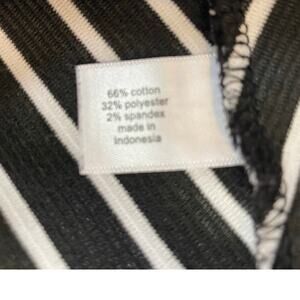 66% cotton
32% polyester
2% spandex
made in
indonesia